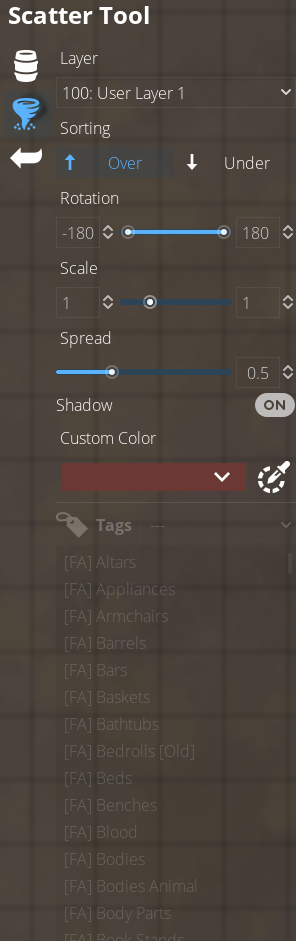 Scatter Tool
Layer
100: User Layer 1
Sorting
Over Under
Rotation
-180 180
Scale
1 1
Spread
0.5
Shadow
ON
Custom Color
Tags ---
[FA] Altars
[FA] Appliances
[FA] Armchairs
[FA] Barrels
[FA] Bars
[FA] Baskets
[FA] Bathtubs
[FA] Bedrolls [Old]
[FA] Beds
[FA] Benches
[FA] Blood
[FA] Bodies
[FA] Bodies Animal
[FA] Body Parts
[FA] Book Stands